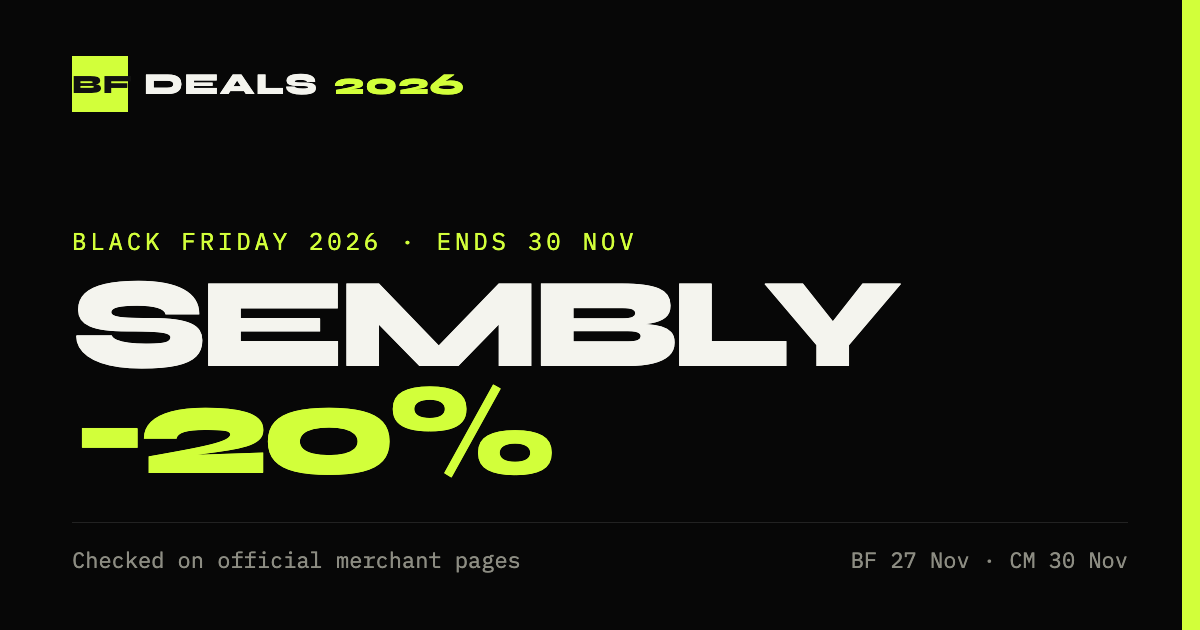 BF DEALS 2026
BLACK FRIDAY 2026 · ENDS 30 NOV
SEMBLY
-20%
Checked on official merchant pages
BF 27 Nov · CM 30 Nov